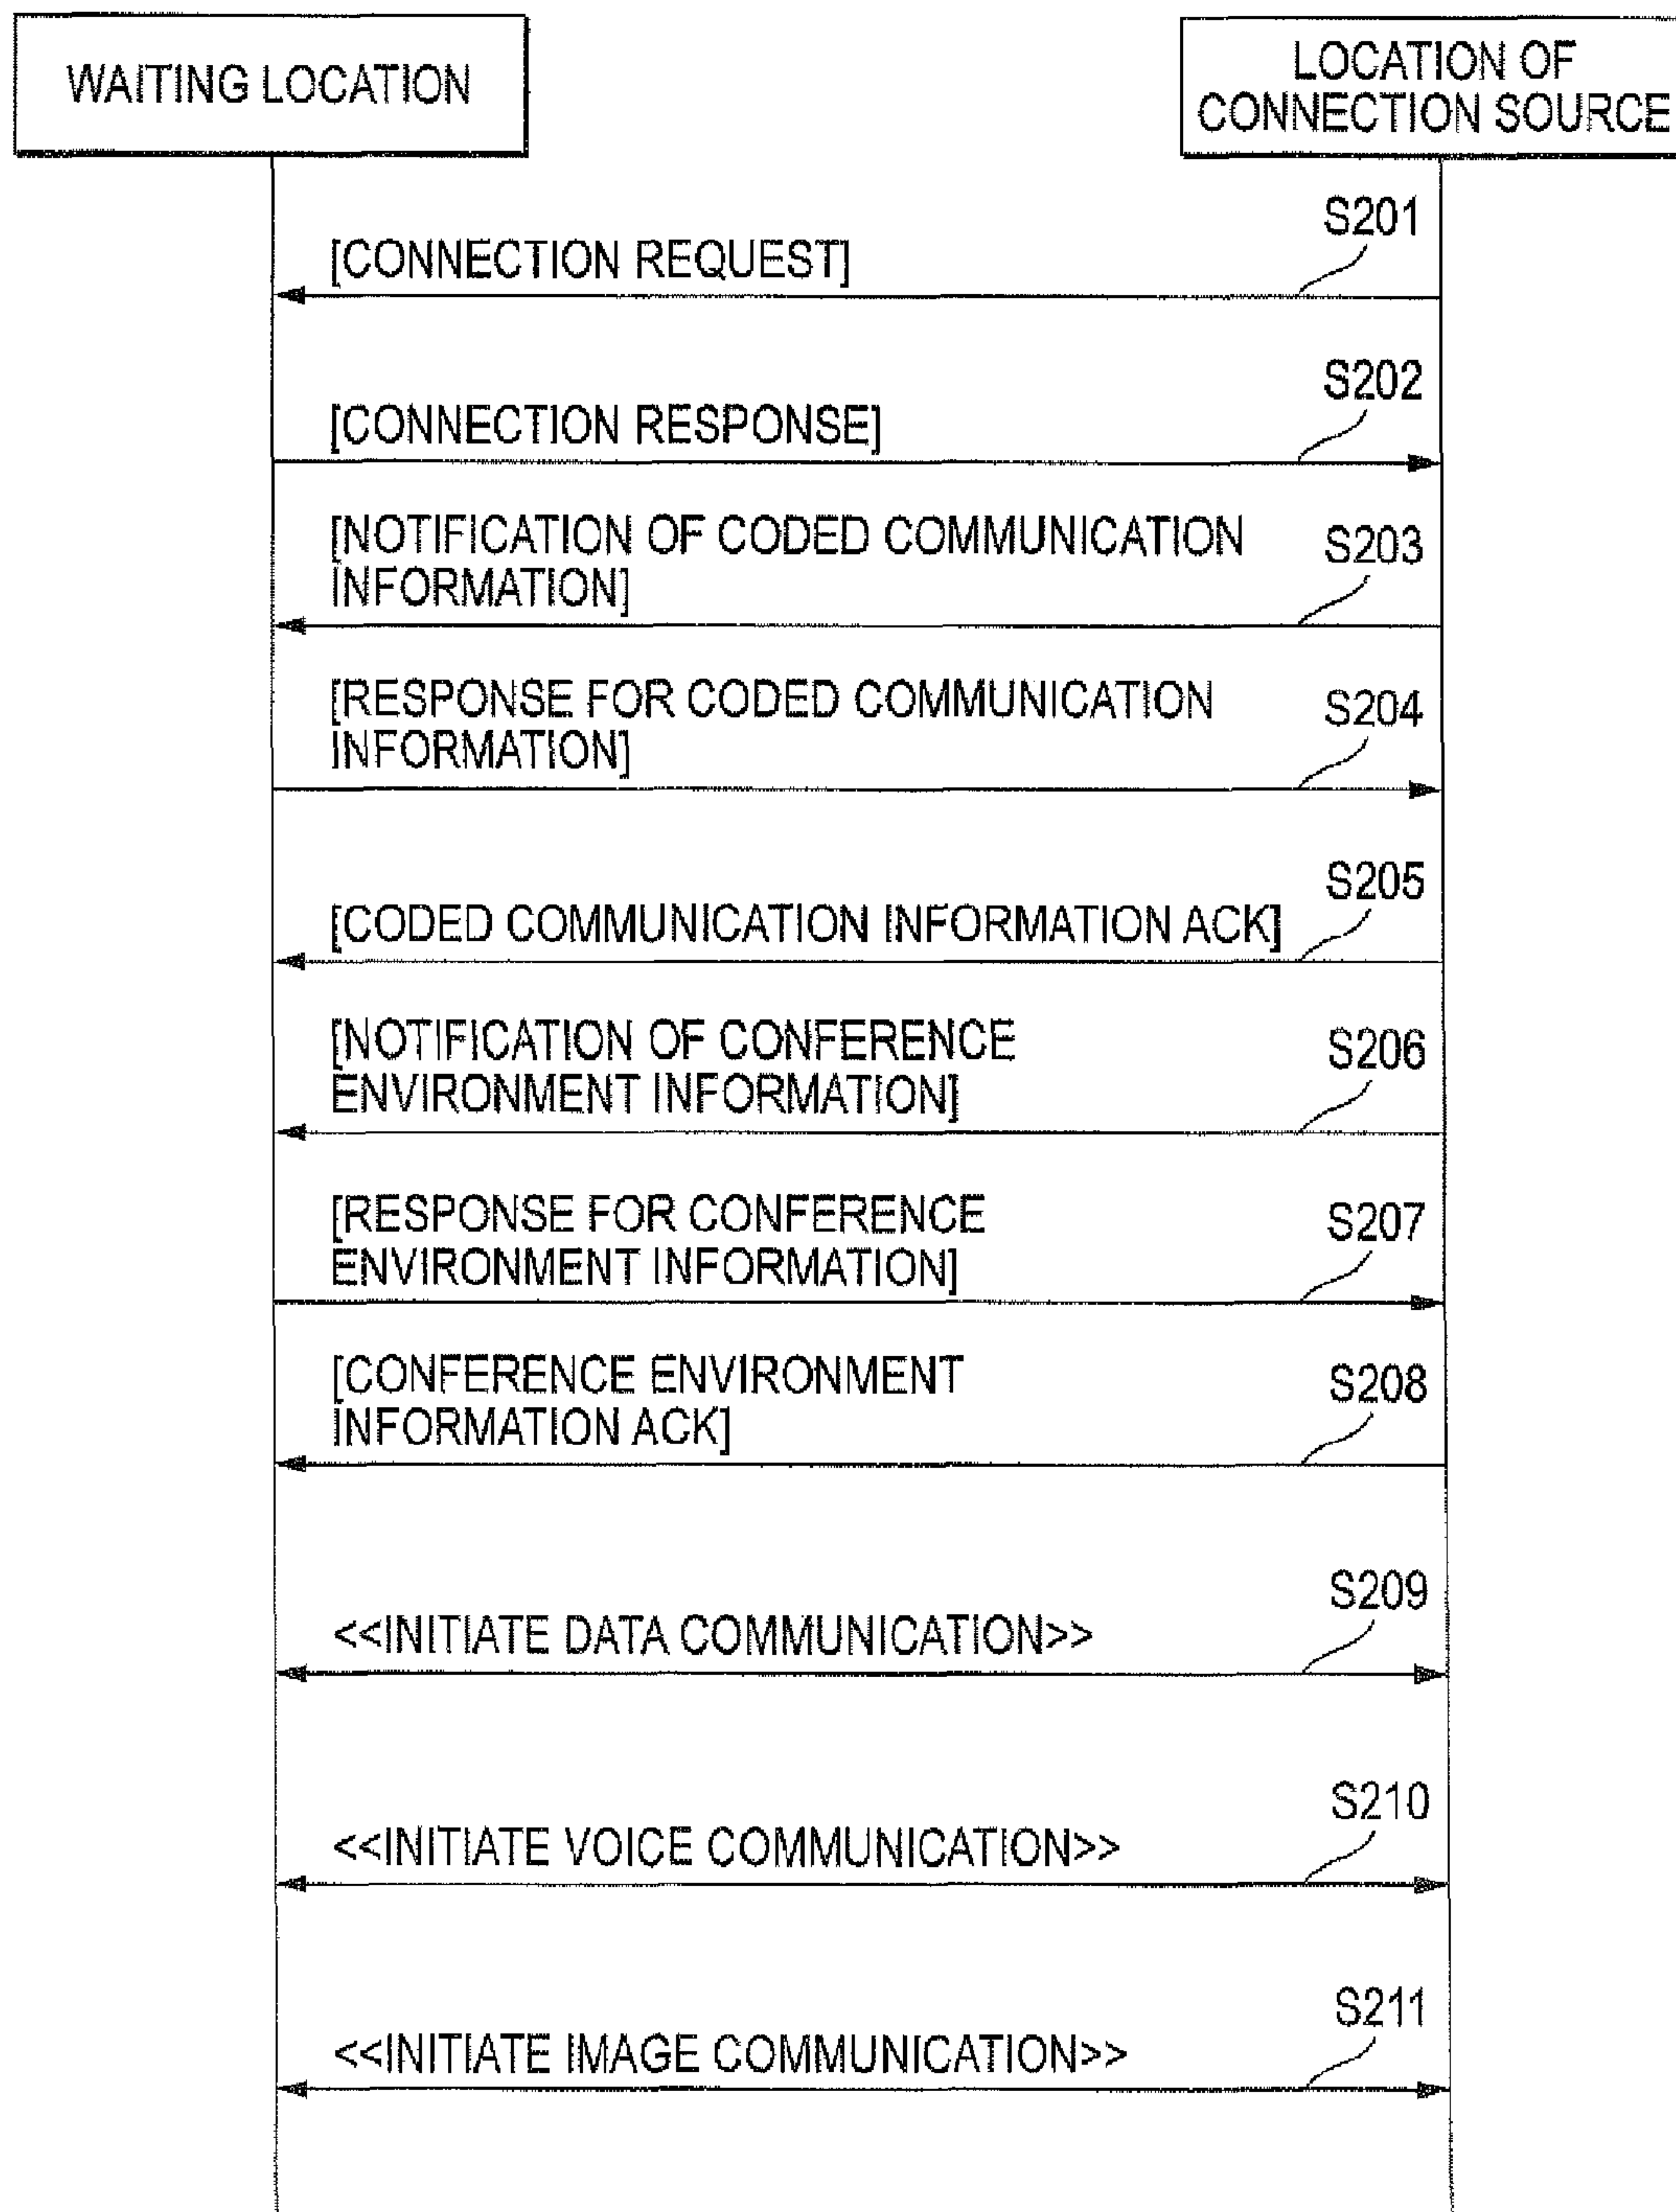 WAITING LOCATION
LOCATION OF
CONNECTION SOURCE
S201
[CONNECTION REQUEST]
S202
[CONNECTION RESPONSE]
[NOTIFICATION OF CODED COMMUNICATION
INFORMATION]
S203
[RESPONSE FOR CODED COMMUNICATION
INFORMATION]
S204
S205
[CODED COMMUNICATION INFORMATION ACK]
[NOTIFICATION OF CONFERENCE
ENVIRONMENT INFORMATION]
S206
[RESPONSE FOR CONFERENCE
ENVIRONMENT INFORMATION]
S207
[CONFERENCE ENVIRONMENT
INFORMATION ACK]
S208
S209
<<INITIATE DATA COMMUNICATION>>
S210
<<INITIATE VOICE COMMUNICATION>>
S211
<<INITIATE IMAGE COMMUNICATION>>